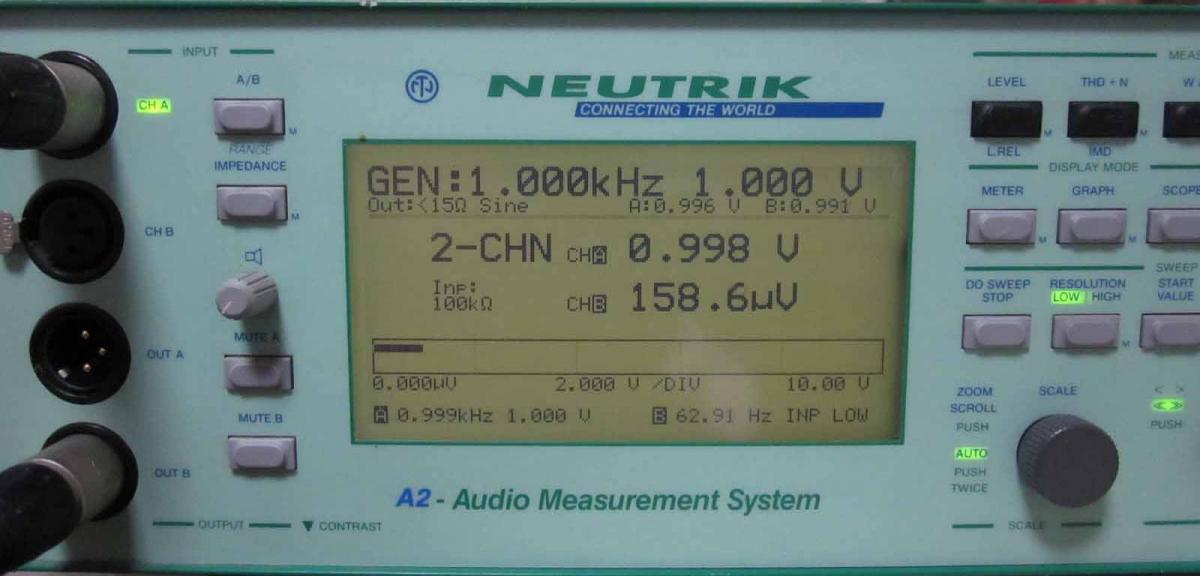 INPUT
A/B
CH A
M
RANGE
IMPEDANCE
M
CH B
MUTE A
OUT A
MUTE B
OUT B
OUTPUT
▼ CONTRAST
NEUTRIK
CONNECTING THE WORLD
GEN:1.000kHz 1.000 V
Out:<15Ω Sine A:0.996 V B:0.991 V
2-CHN CHA 0.998 V
Inp:
100kΩ CHB 158.6µV
0.000µV 2.000 V /DIV 10.00 V
A 0.999kHz 1.000 V B 62.91 Hz INP LOW
A2 - Audio Measurement System
LEVEL THD + N
M M
L.REL IMD
DISPLAY MODE
METER GRAPH SCOPE
M M
SWEEP
DO SWEEP STOP RESOLUTION START
LOW HIGH VALUE
M
ZOOM SCALE < >
SCROLL
PUSH PUSH
AUTO
PUSH
TWICE
SCALE